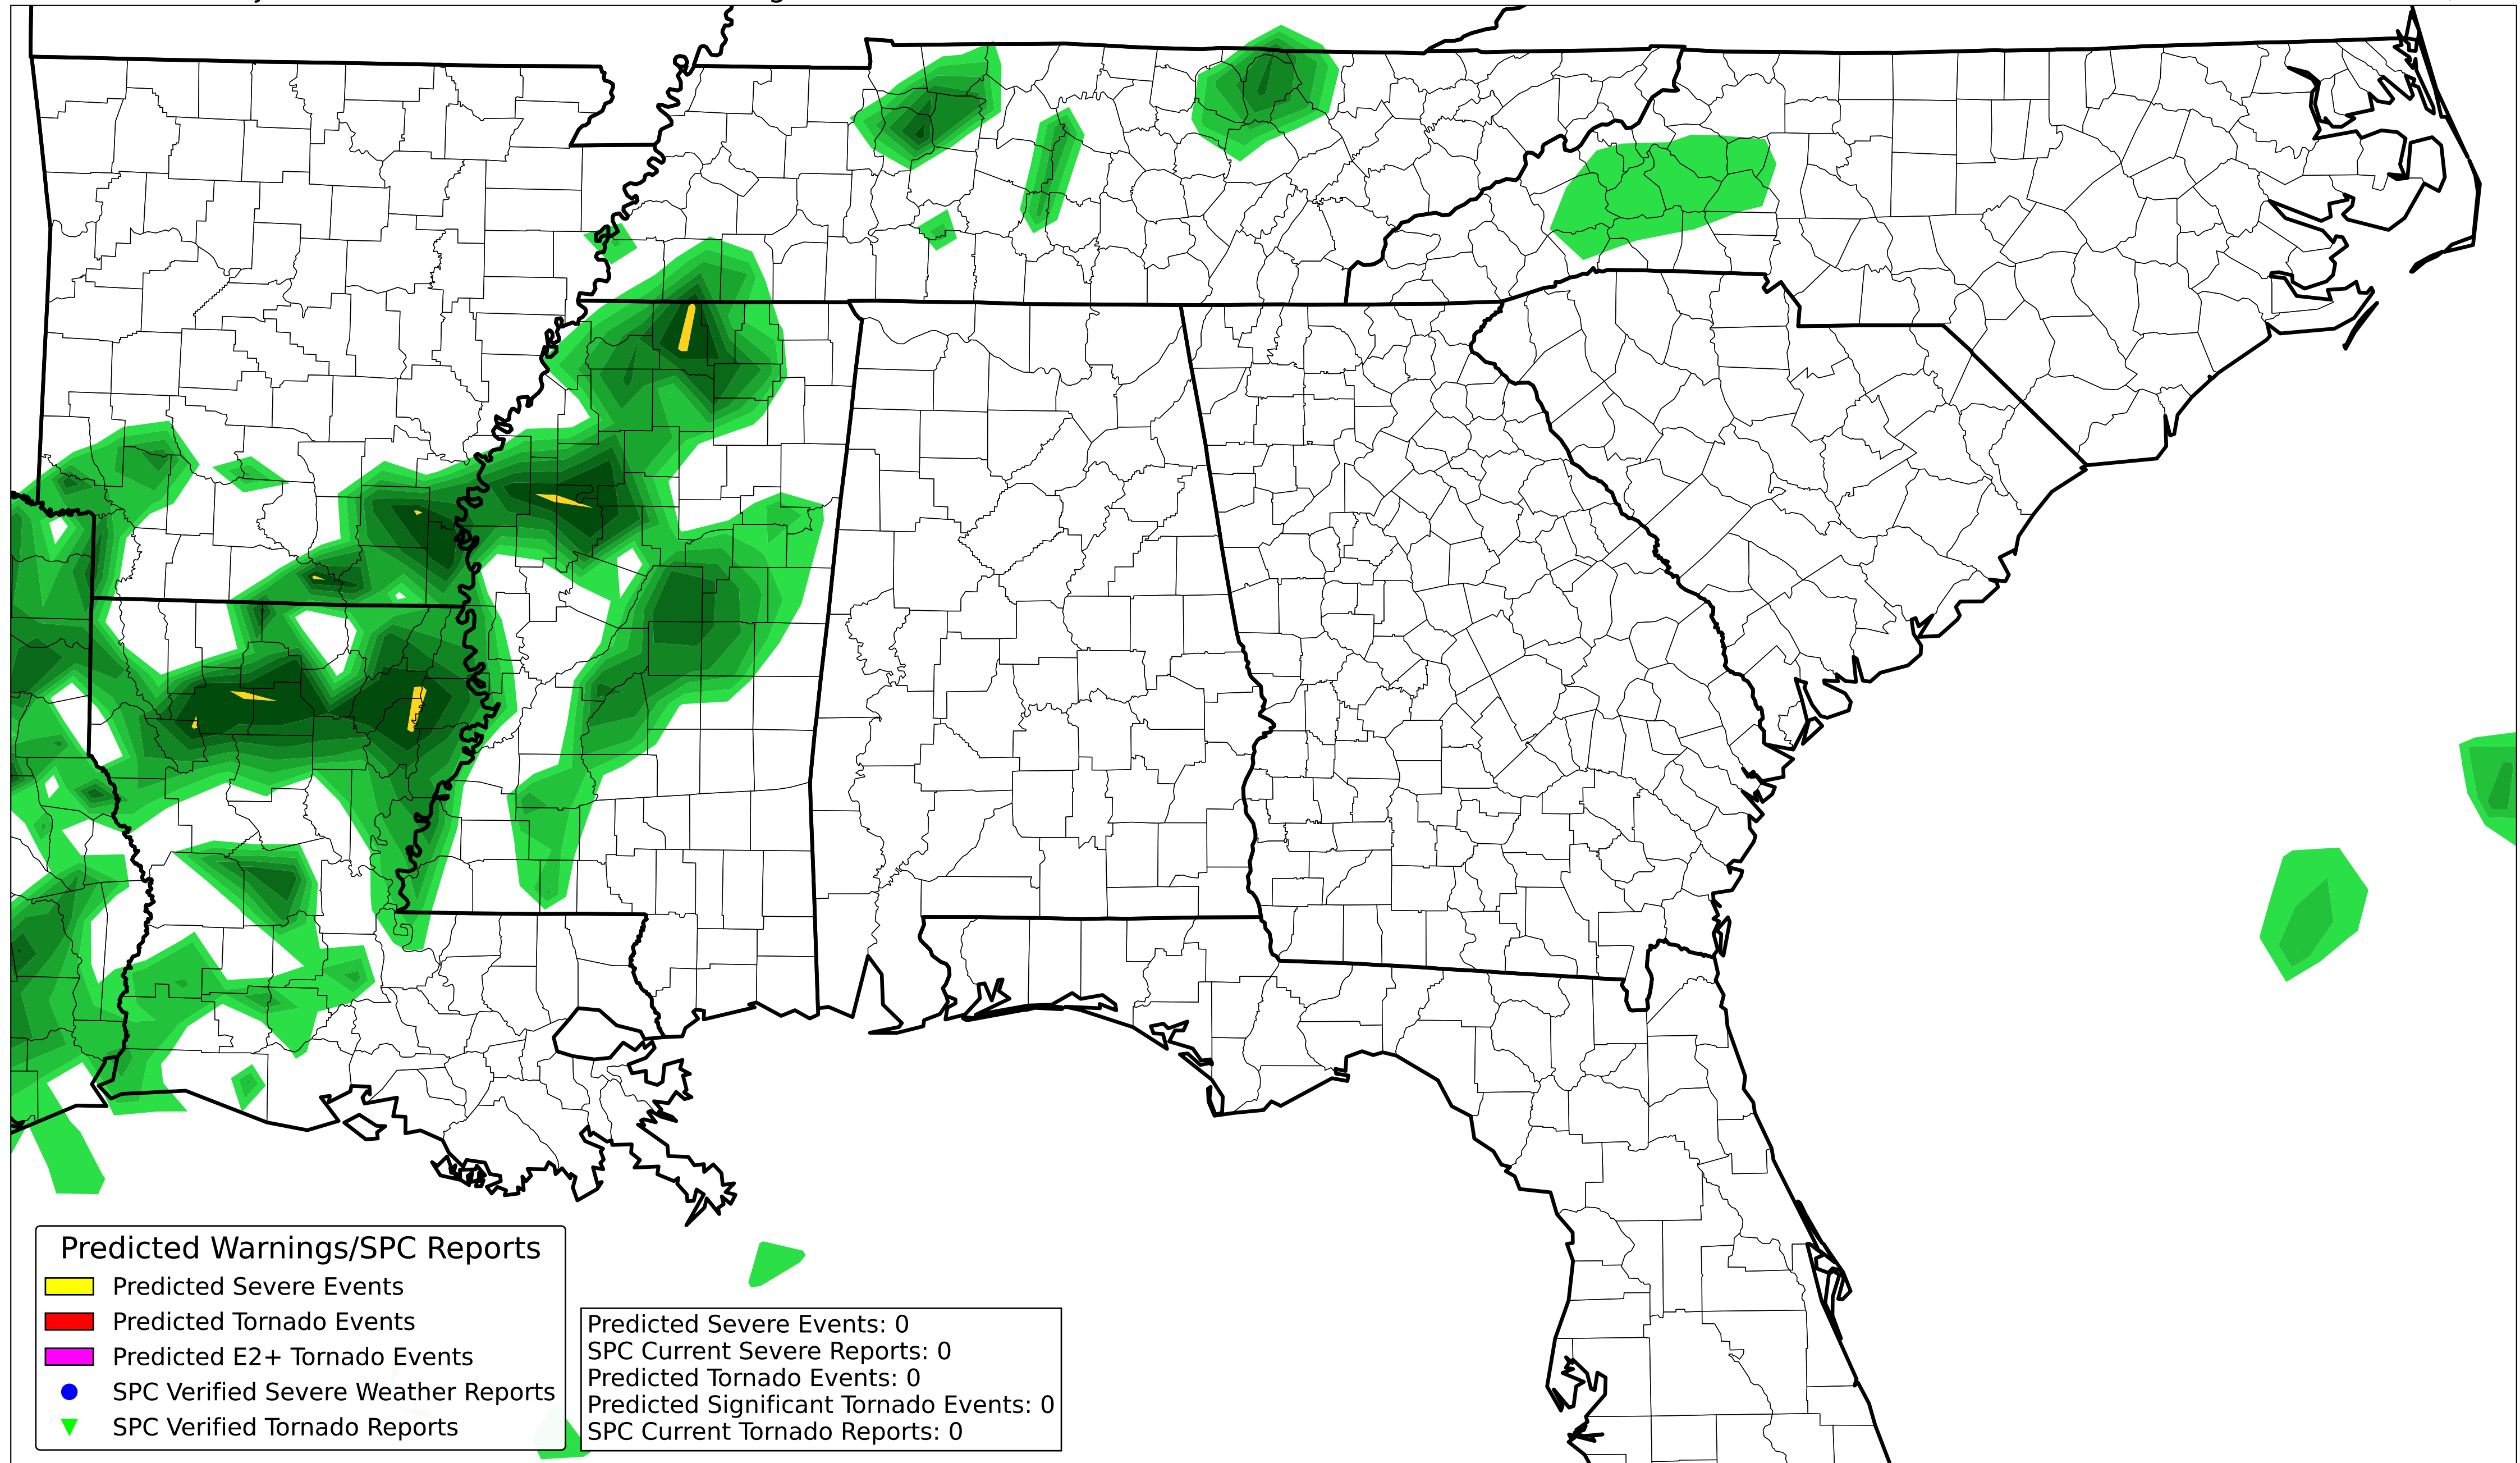 Predicted Warnings/SPC Reports
Predicted Severe Events
Predicted Tornado Events
Predicted E2+ Tornado Events
SPC Verified Severe Weather Reports
SPC Verified Tornado Reports
Predicted Severe Events: 0
SPC Current Severe Reports: 0
Predicted Tornado Events: 0
Predicted Significant Tornado Events: 0
SPC Current Tornado Reports: 0